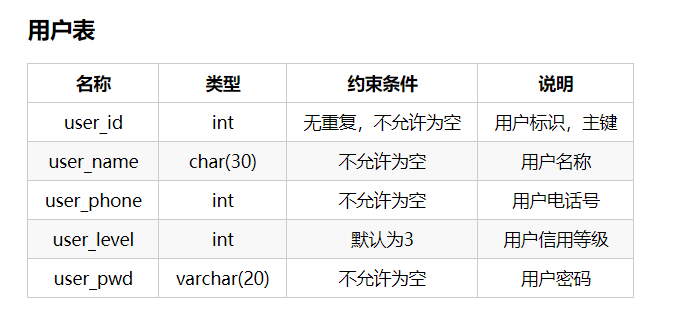 用户表
名称 类型 约束条件 说明
user_id int 无重复，不允许为空 用户标识，主键
user_name char(30) 不允许为空 用户名称
user_phone int 不允许为空 用户电话号
user_level int 默认为3 用户信用等级
user_pwd varchar(20) 不允许为空 用户密码